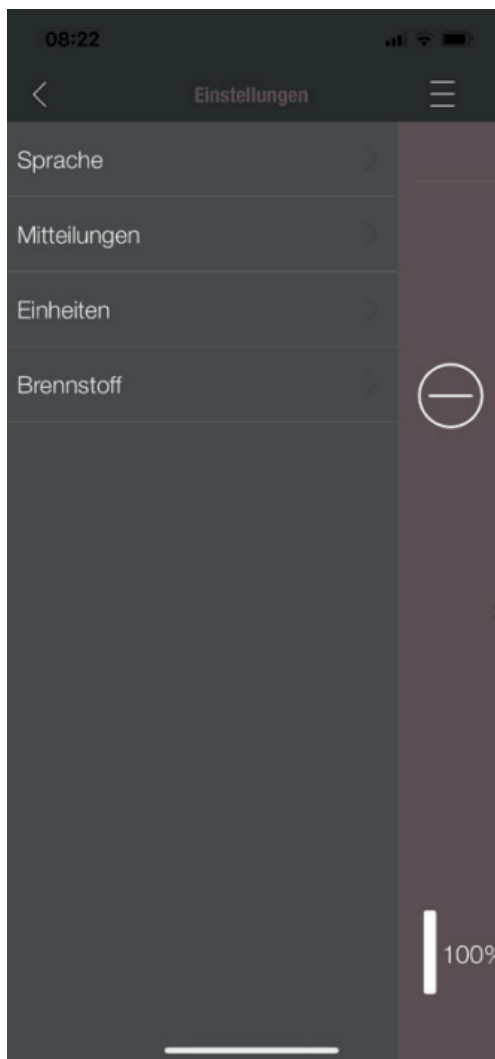 08:22
Einstellungen
Sprache
Mitteilungen
Einheiten
Brennstoff
100%